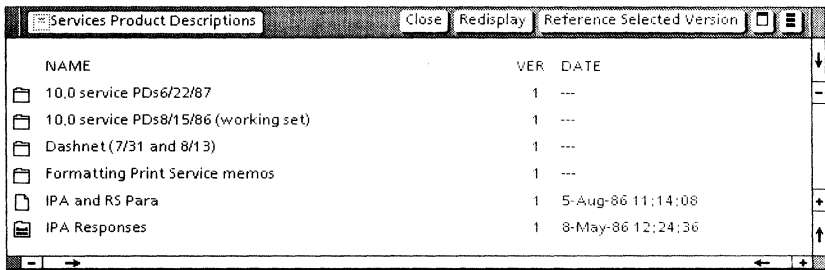 Services Product Descriptions Close Redisplay Reference Selected Version
NAME VER DATE
10.0 service PDs6/22/87 1 ---
10.0 service PDs8/15/86 (working set) 1 ---
Dashnet (7/31 and 8/13) 1 ---
Formatting Print Service memos 1 ---
IPA and RS Para 1 5-Aug-86 11:14:08
IPA Responses 1 8-May-86 12:24:36